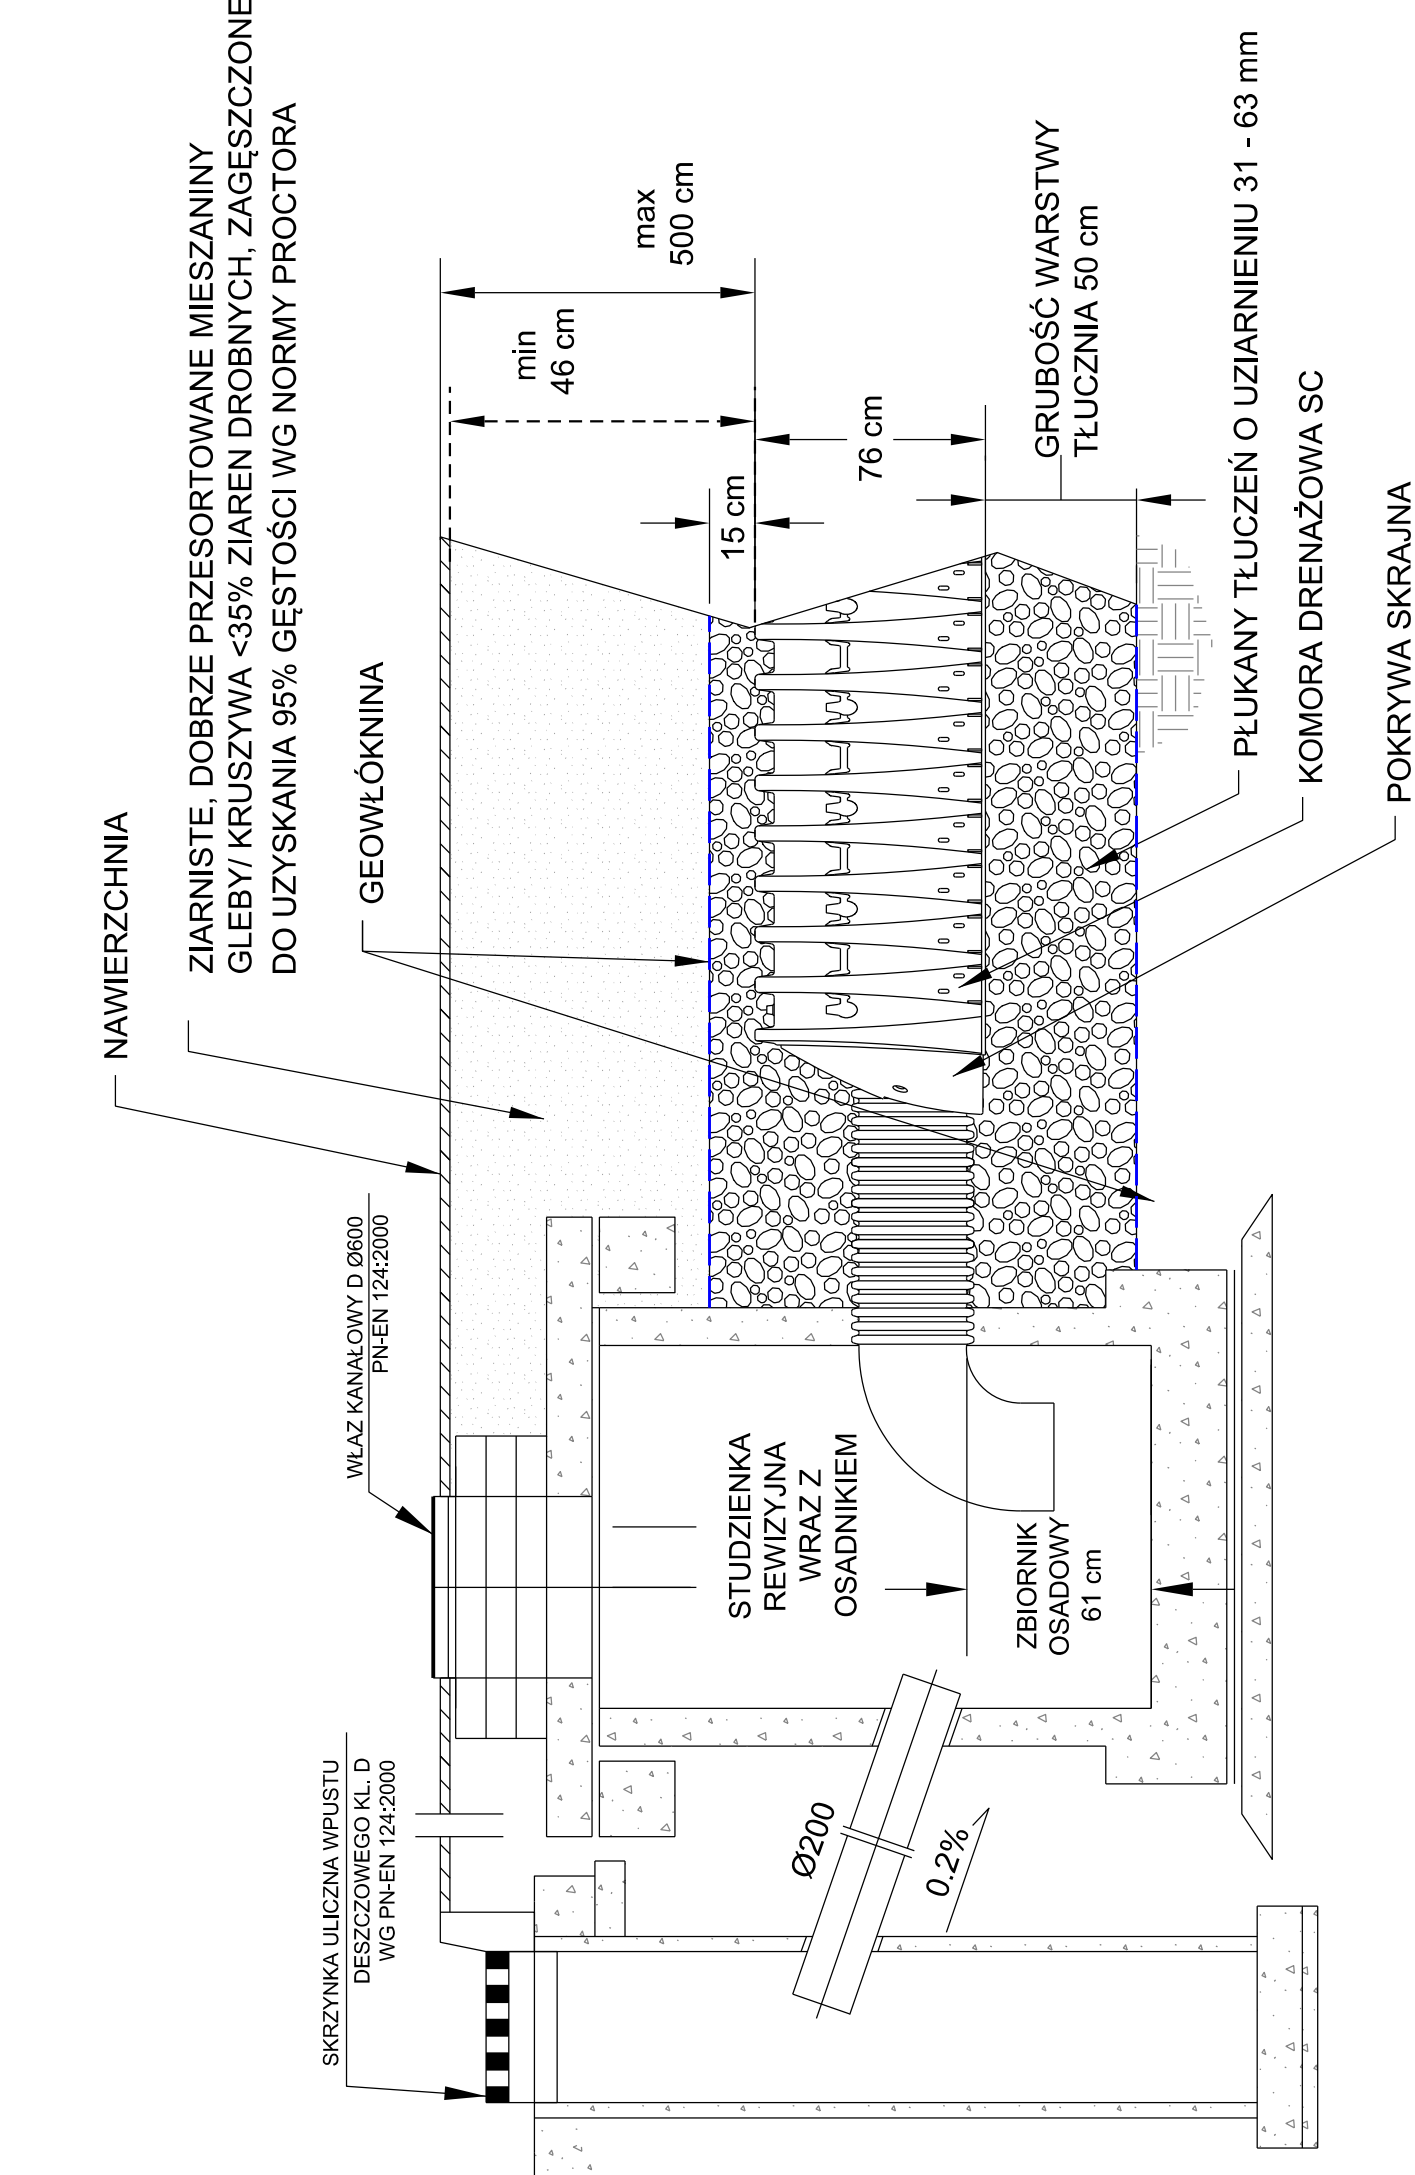 NAWIERZCHNIA
ZIARNISTE, DOBRZE PRZESORTOWANE MIESZANINY
GLEBY/ KRUSZYWA <35% ZIAREN DROBNYCH, ZAGĘSZCZONE
DO UZYSKANIA 95% GĘSTOŚCI WG NORMY PROCTORA
GEOWŁÓKNINA
WŁAZ KANAŁOWY D Ø600
PN-EN 124:2000
SKRZYNKA ULICZNA WPUSTU
DESZCZOWEGO KL. D
WG PN-EN 124:2000
max
500 cm
min
46 cm
15 cm
76 cm
GRUBOŚĆ WARSTWY
TŁUCZNIA 50 cm
STUDZIENKA
REWIZYJNA
WRAZ Z
OSADNIKIEM
ZBIORNIK
OSADOWY
61 cm
Ø200
0.2%
PŁUKANY TŁUCZEŃ O UZIARNIENIU 31 - 63 mm
KOMORA DRENAŻOWA SC
POKRYWA SKRAJNA